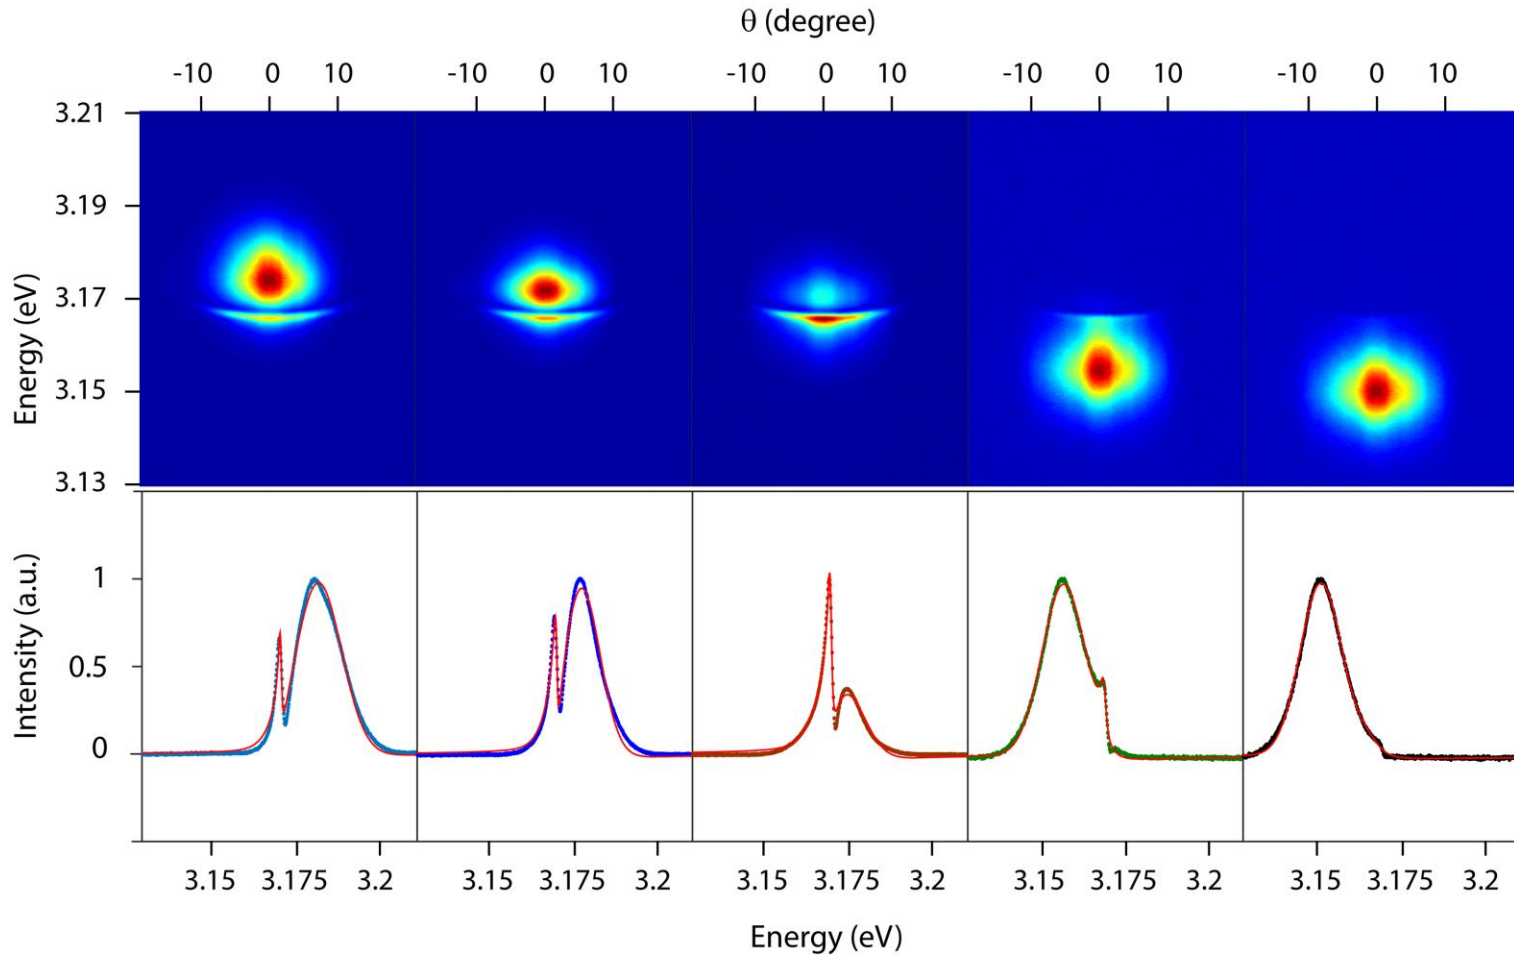 θ (degree)
-10 0 10 -10 0 10 -10 0 10 -10 0 10 -10 0 10
3.21
3.19
3.17
3.15
3.13
Energy (eV)
1
0.5
0
Intensity (a.u.)
3.15 3.175 3.2 3.15 3.175 3.2 3.15 3.175 3.2 3.15 3.175 3.2 3.15 3.175 3.2
Energy (eV)